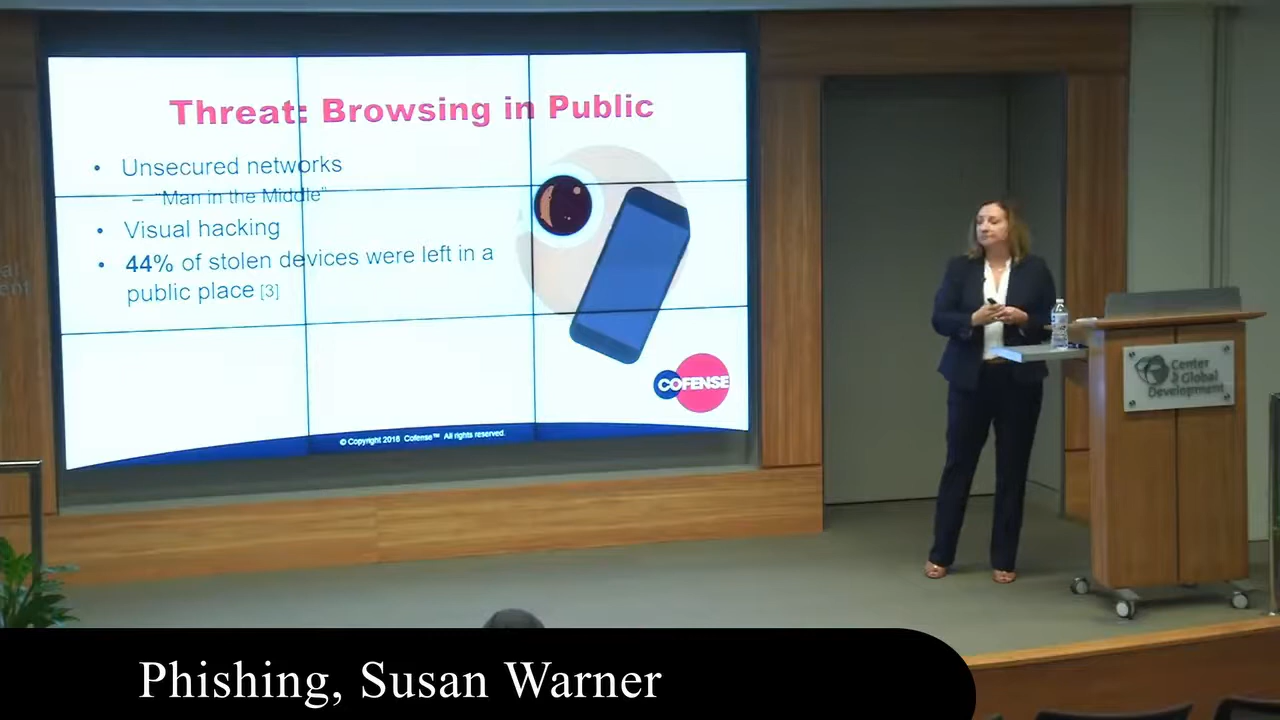 Threat: Browsing in Public
• Unsecured networks
– "Man in the Middle"
• Visual hacking
• 44% of stolen devices were left in a
public place [3]
COFENSE
© Copyright 2018 Cofense™ All rights reserved.
Center
Global
Development
Phishing, Susan Warner